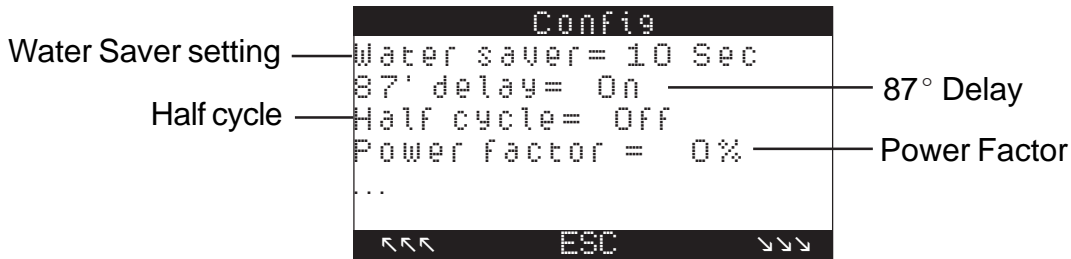 Config
Water Saver setting
Water saver= 10 Sec
87' delay= On
87° Delay
Half cycle
Half cycle= Off
Power factor = 0%
Power Factor
...
↖↖↖ ESC ↘↘↘